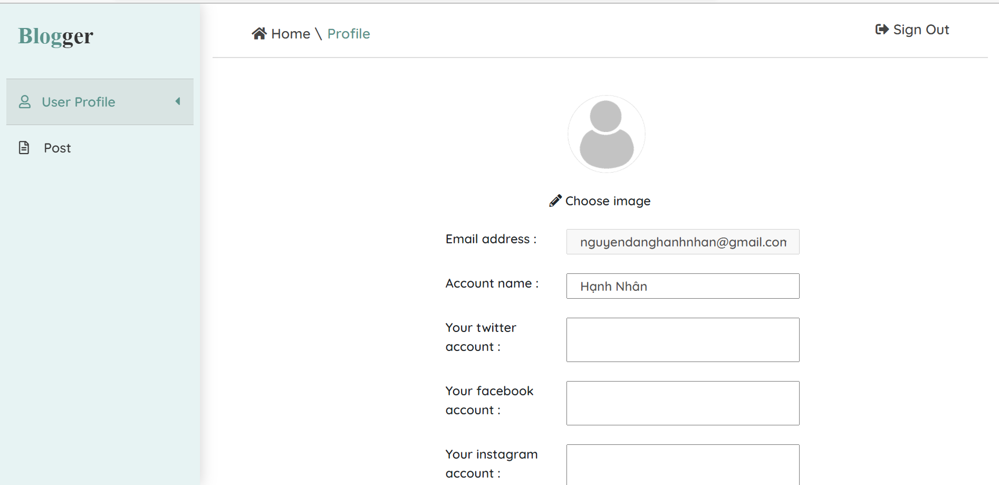 Blogger
Home \ Profile
Sign Out
User Profile
Post
Choose image
Email address :
nguyendanghanhnhan@gmail.com
Account name :
Hạnh Nhân
Your twitter
account :
Your facebook
account :
Your instagram
account :